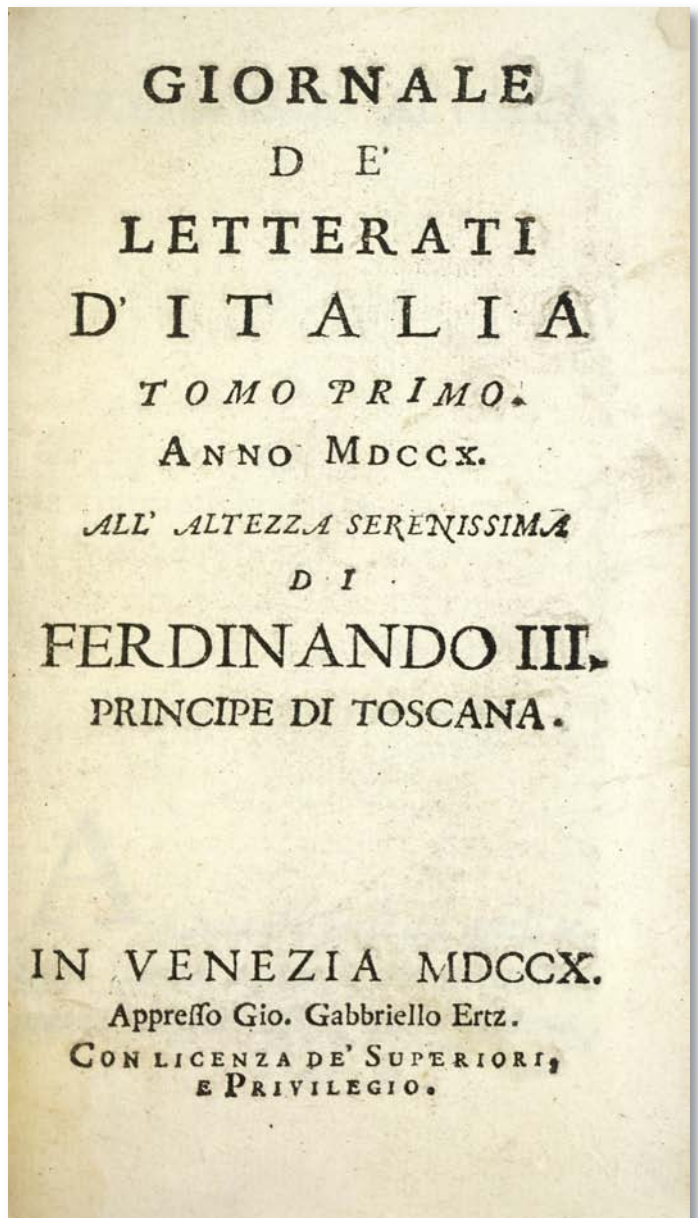 GIORNALE
DE'
LETTERATI
D'ITALIA
TOMO PRIMO.
ANNO MDCCX.
ALL' ALTEZZA SERENISSIMA
DI
FERDINANDO III.
PRINCIPE DI TOSCANA.
IN VENEZIA MDCCX.
Appreſſo Gio. Gabbriello Ertz.
CON LICENZA DE' SUPERIORI,
E PRIVILEGIO.